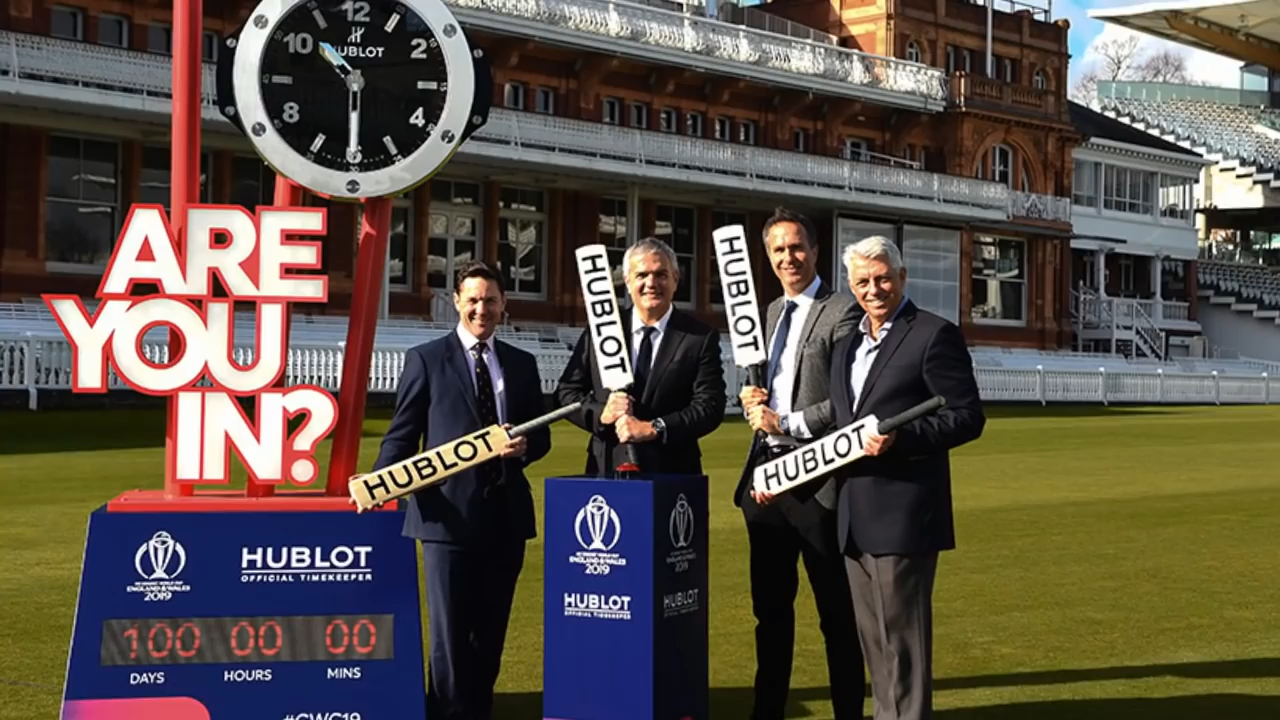 12
10
HUBLOT
2
8
4
ARE
YOU
IN?
HUBLOT
HUBLOT
HUBLOT
HUBLOT
ENGLAND & WALES
2019
HUBLOT
OFFICIAL TIMEKEEPER
100 00 00
DAYS HOURS MINS
#CWC19
ENGLAND & WALES
2019
HUBLOT
OFFICIAL TIMEKEEPER
HUBLOT